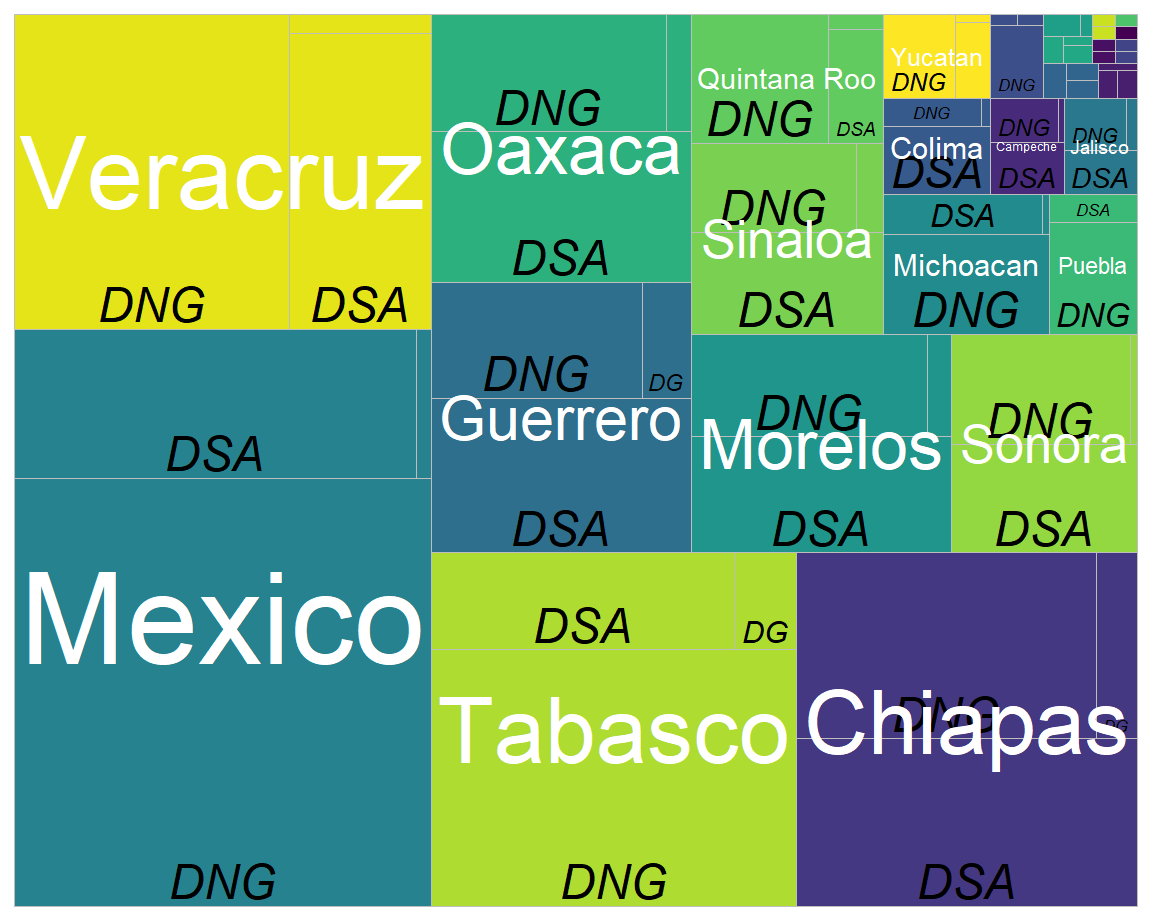 Veracruz
DNG
DSA
DSA
Mexico
DNG
DNG
Oaxaca
DSA
DNG
DG
Guerrero
DSA
DSA
DG
Tabasco
DNG
DNG
DG
Chiapas
DSA
Quintana Roo
DNG
DSA
DNG
Sinaloa
DSA
DNG
Morelos
DSA
DNG
Sonora
DSA
Yucatan
DNG
DNG
DNG
Colima
DSA
DNG
Campeche
DSA
DNG
Jalisco
DSA
DSA
Michoacan
DNG
DSA
Puebla
DNG